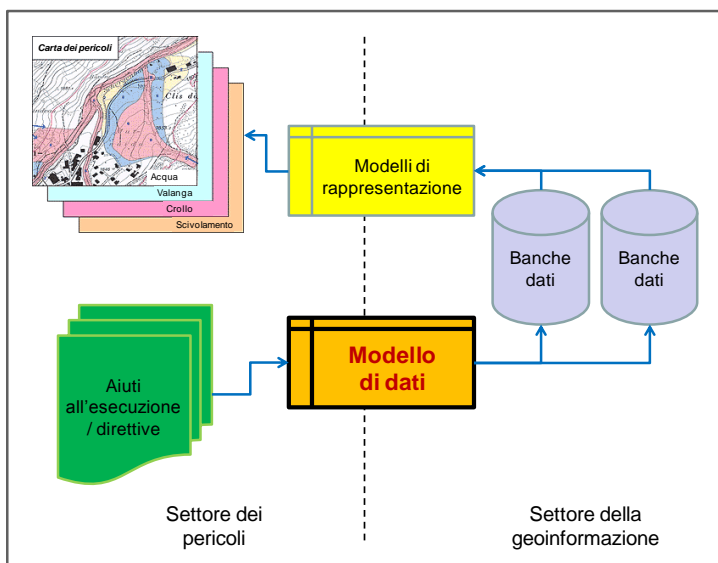 Carta dei pericoli
Clis d
Acqua
Valanga
Crollo
Scivolamento
Modelli di
rappresentazione
Banche
dati
Banche
dati
Aiuti
all'esecuzione
/ direttive
Modello
di dati
Settore dei
pericoli
Settore della
geoinformazione